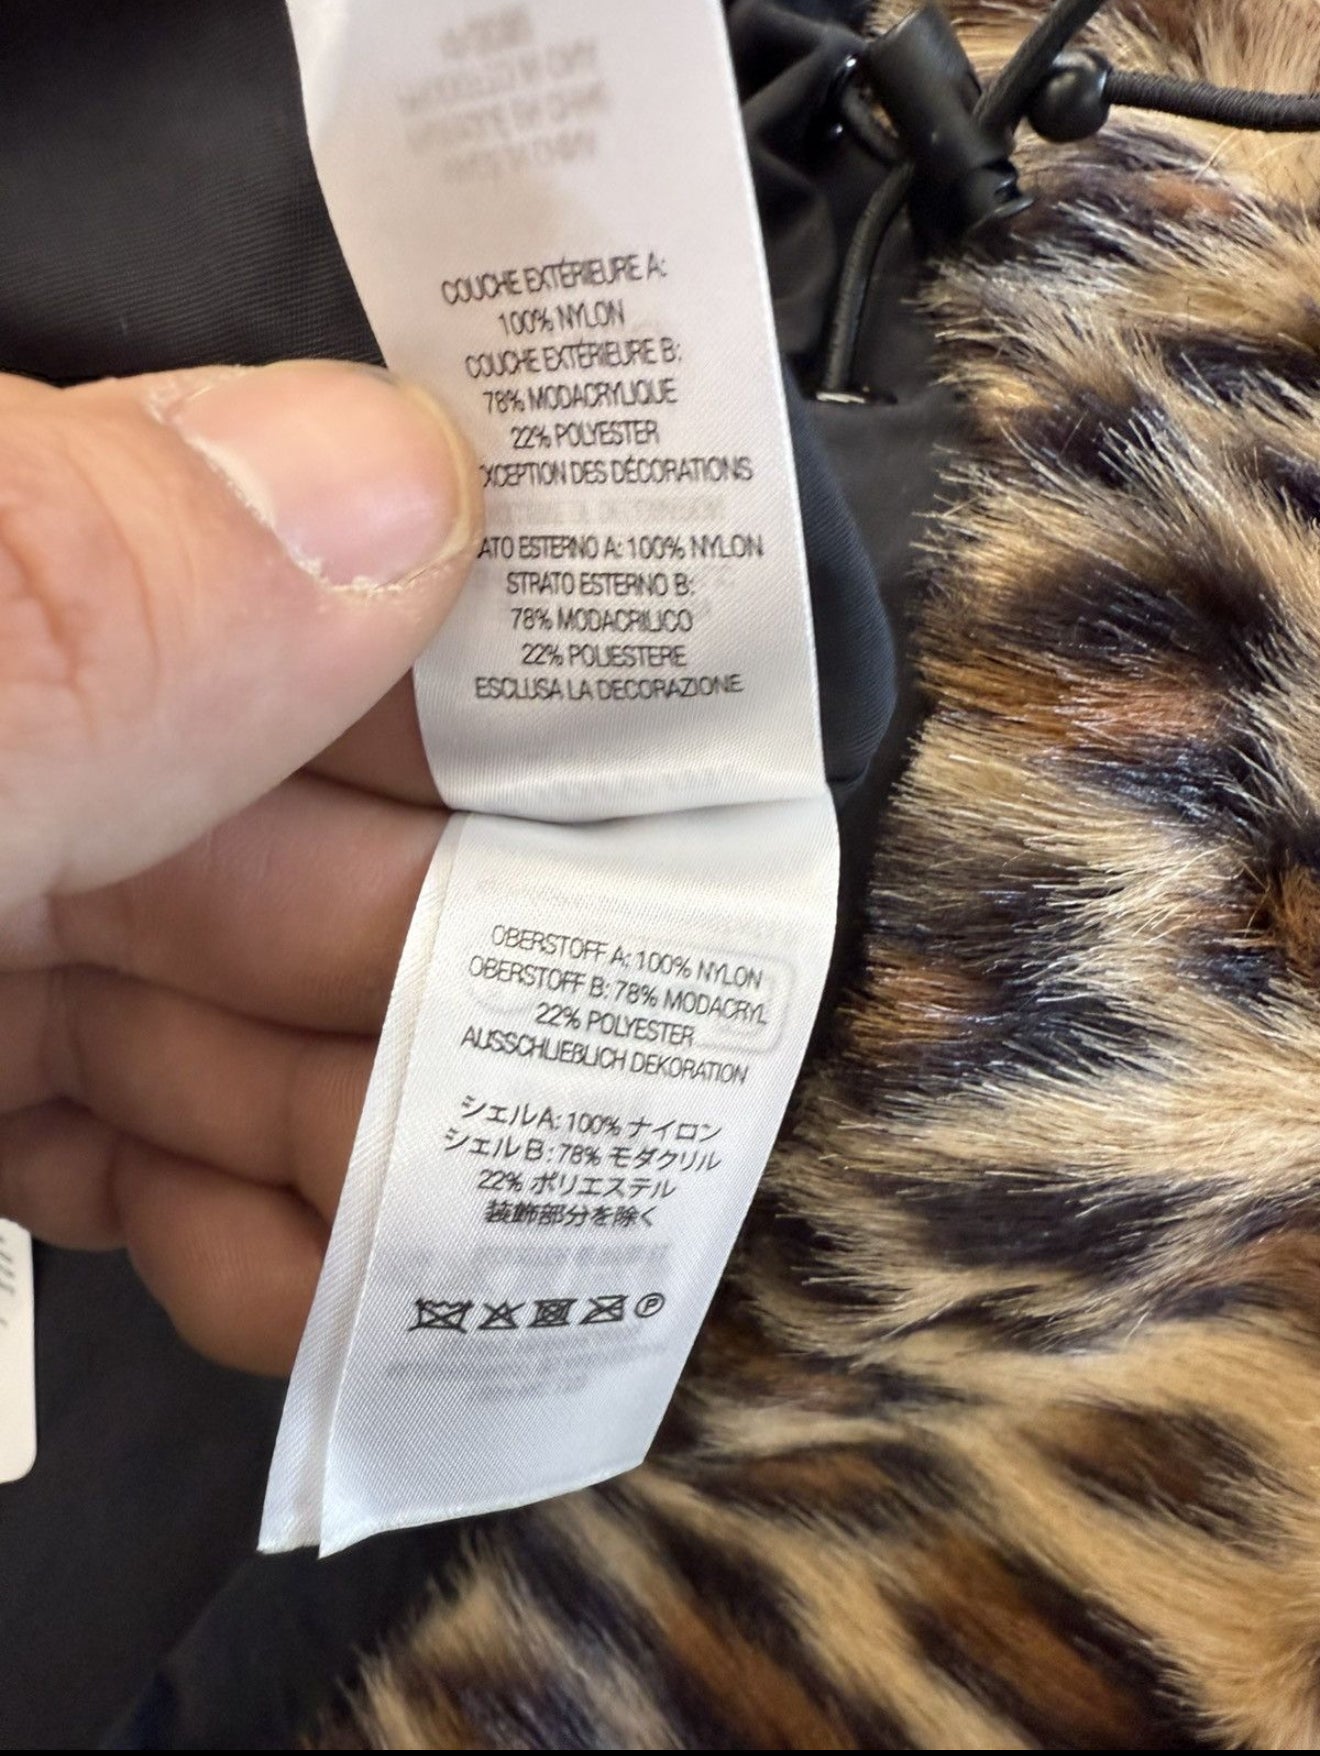 COUCHE EXTÉRIEURE A:
100% NYLON
COUCHE EXTÉRIEURE B:
78% MODACRYLIQUE
22% POLYESTER
XCEPTION DES DÉCORATIONS
ATO ESTERNO A: 100% NYLON
STRATO ESTERNO B:
78% MODACRILICO
22% POLIESTERE
ESCLUSA LA DECORAZIONE
OBERSTOFF A: 100% NYLON
OBERSTOFF B: 78% MODACRYL
22% POLYESTER
AUSSCHLIEBLICH DEKORATION
シェルA: 100% ナイロン
シェルB: 78% モダクリル
22% ポリエステル
装飾部分を除く
P